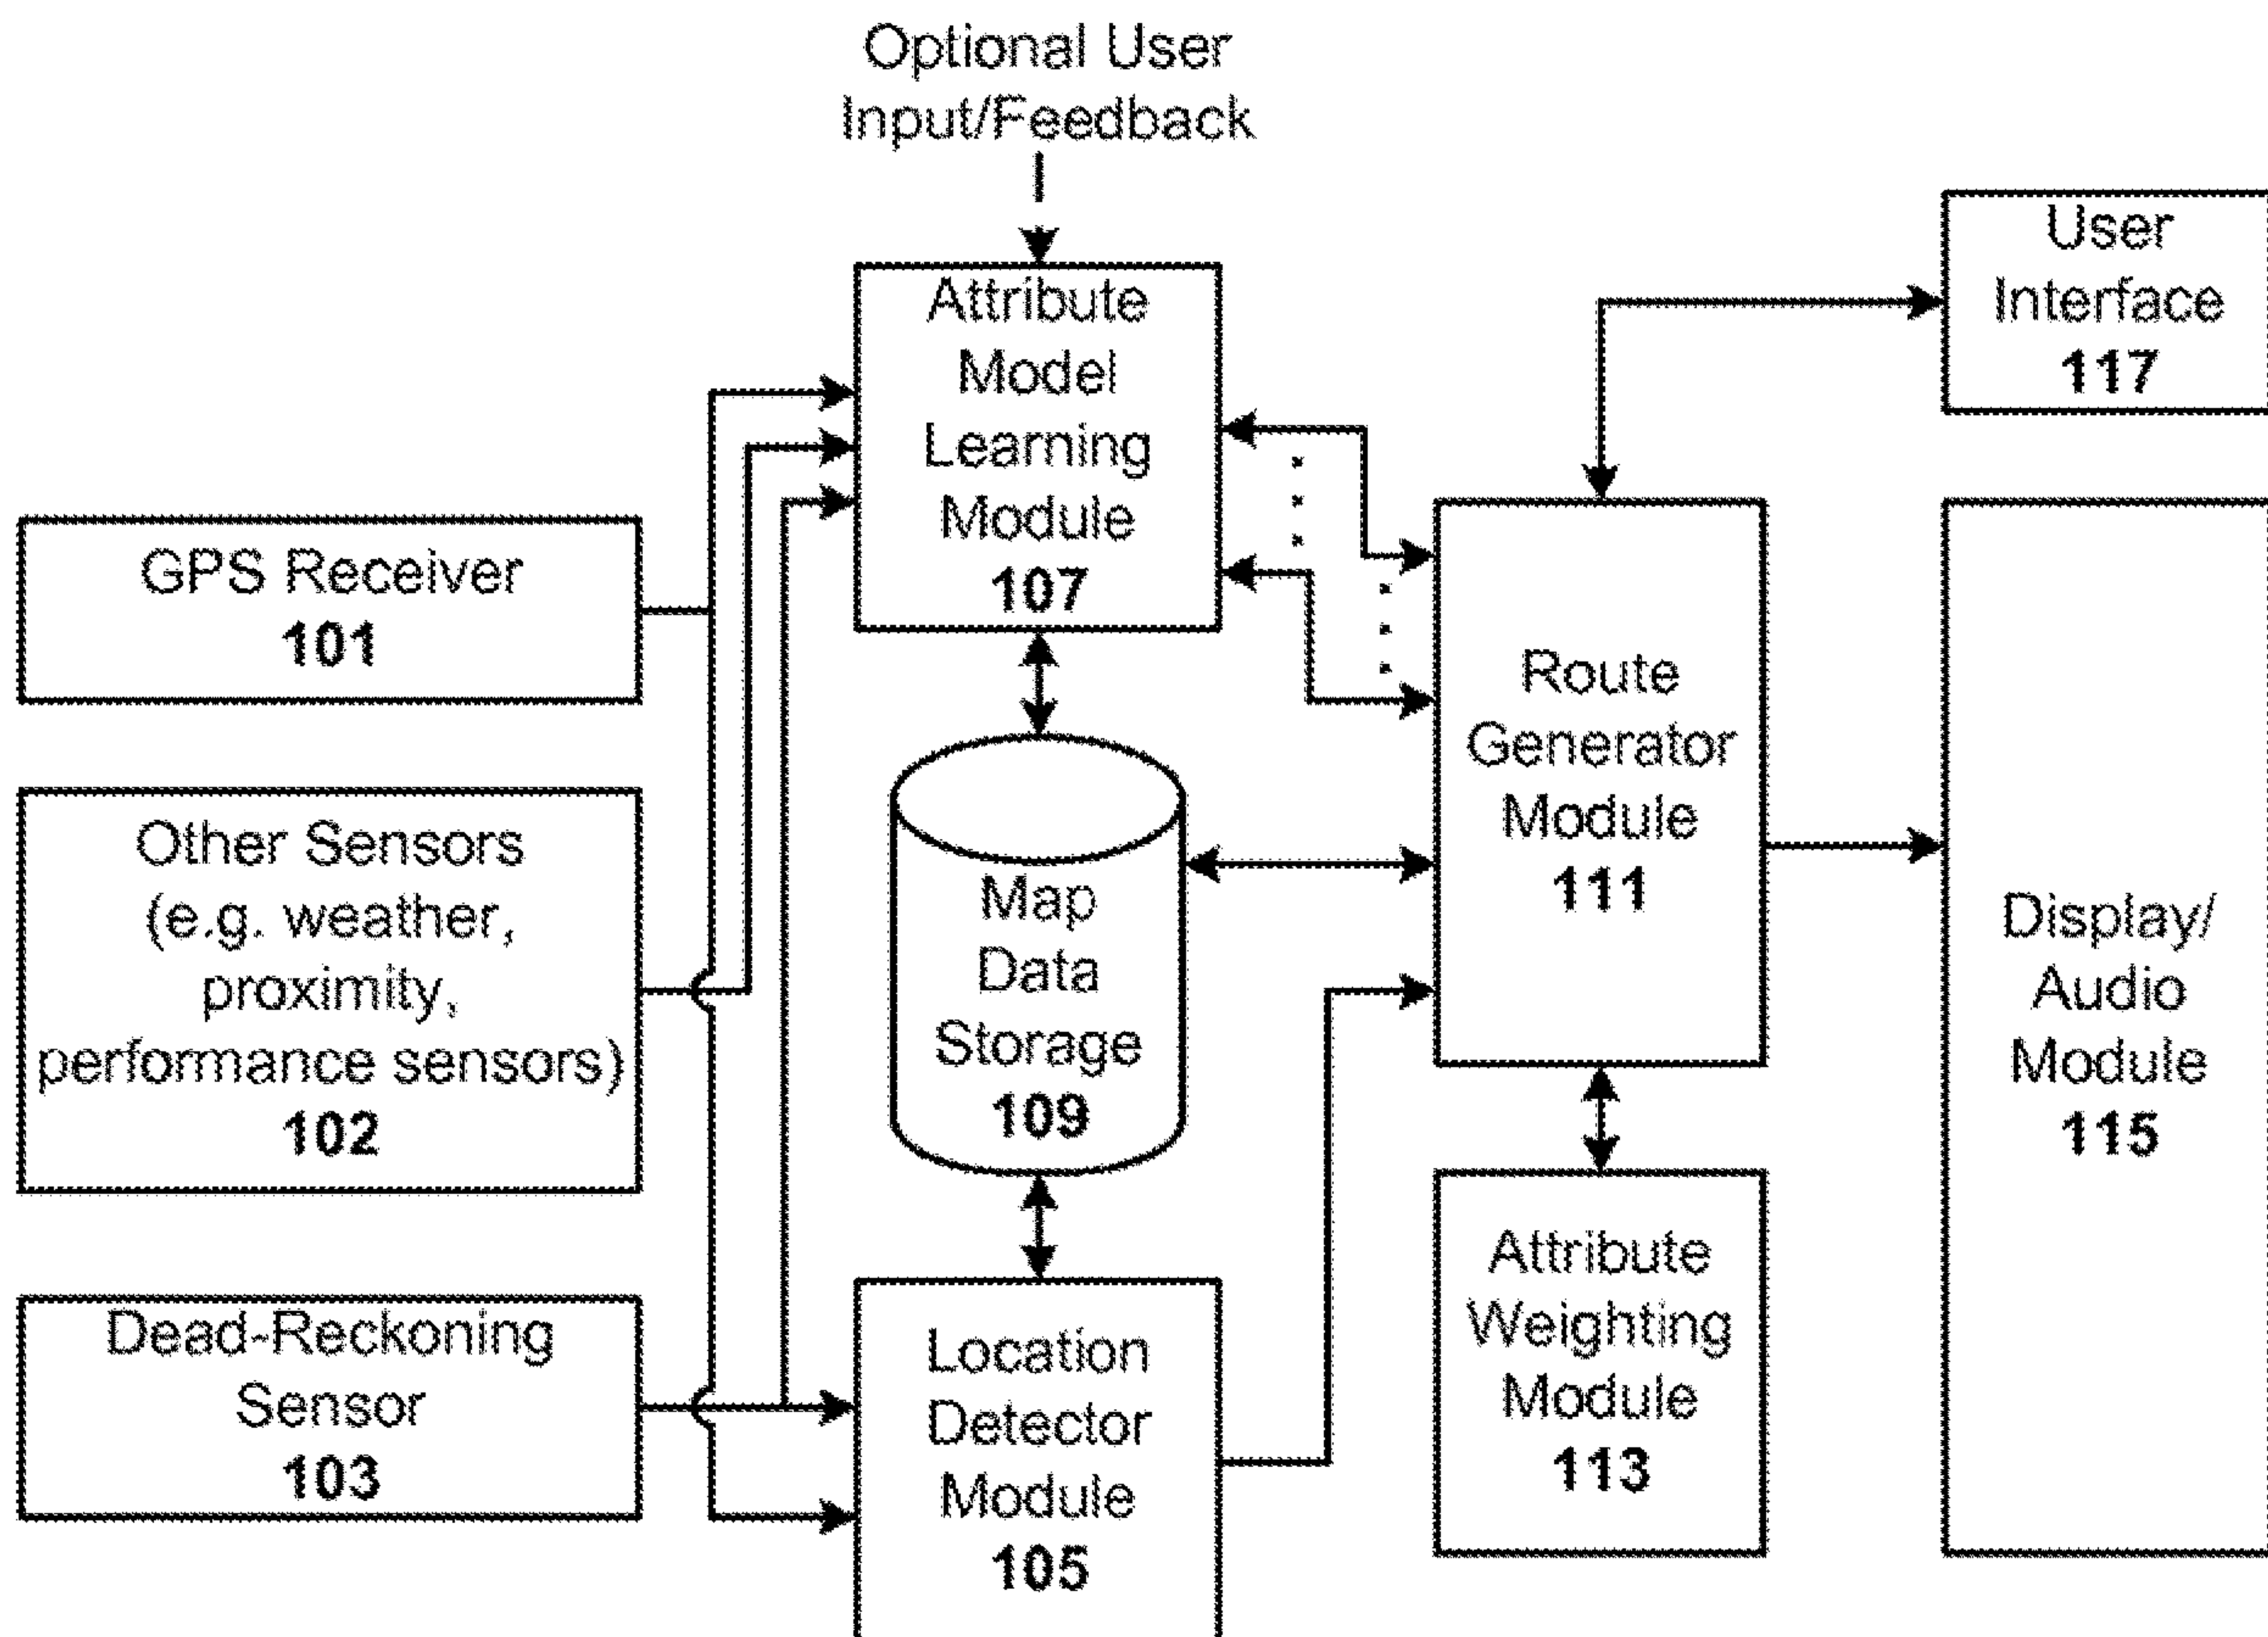 Optional User
Input/Feedback
Attribute
Model
Learning
Module
107
User
Interface
117
GPS Receiver
101
Other Sensors
(e.g. weather,
proximity,
performance sensors)
102
Dead-Reckoning
Sensor
103
Map
Data
Storage
109
Location
Detector
Module
105
Route
Generator
Module
111
Attribute
Weighting
Module
113
Display/
Audio
Module
115